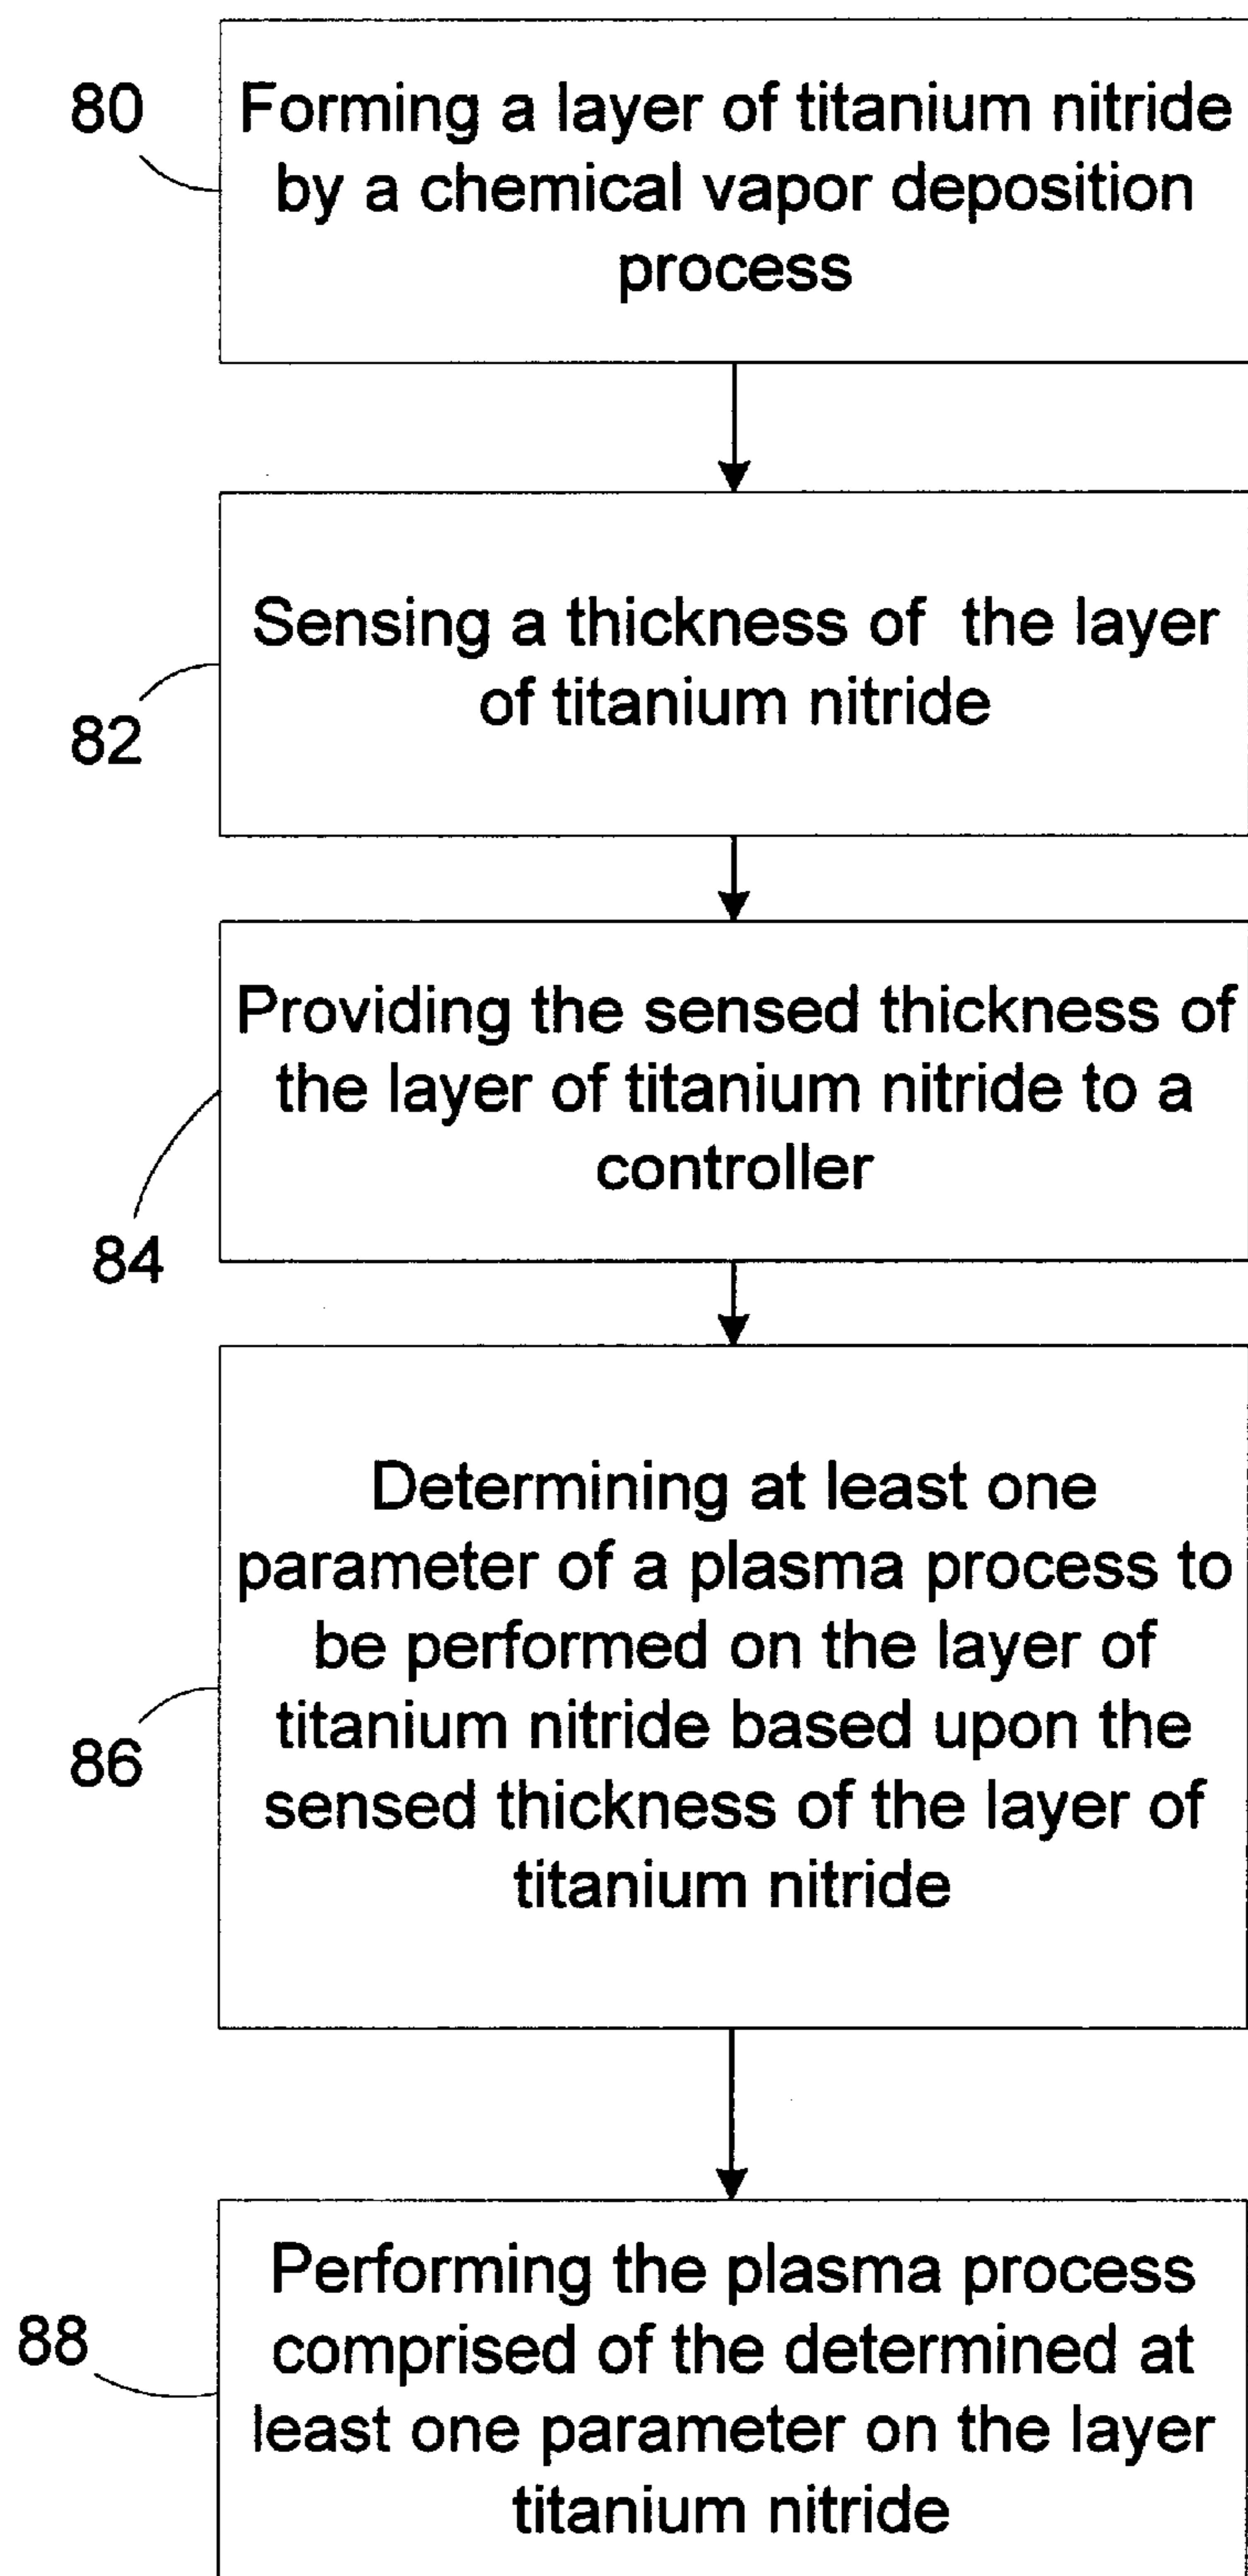 80
Forming a layer of titanium nitride
by a chemical vapor deposition
process
Sensing a thickness of  the layer
of titanium nitride
82
Providing the sensed thickness of
the layer of titanium nitride to a
controller
84
Determining at least one
parameter of a plasma process to
be performed on the layer of
titanium nitride based upon the
sensed thickness of the layer of
titanium nitride
86
Performing the plasma process
comprised of the determined at
least one parameter on the layer
titanium nitride
88